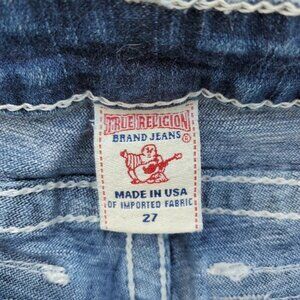 TRUE RELIGION®
BRAND JEANS
MADE IN USA
OF IMPORTED FABRIC
27